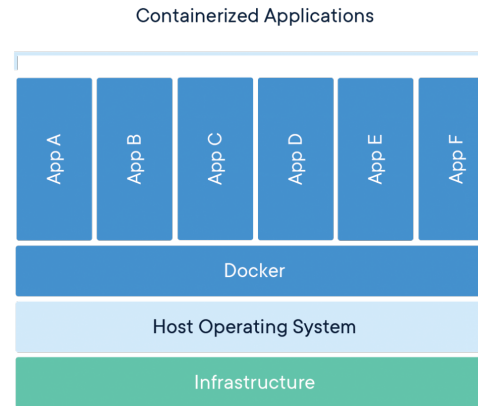 Containerized Applications
App A
App B
App C
App D
App E
App F
Docker
Host Operating System
Infrastructure